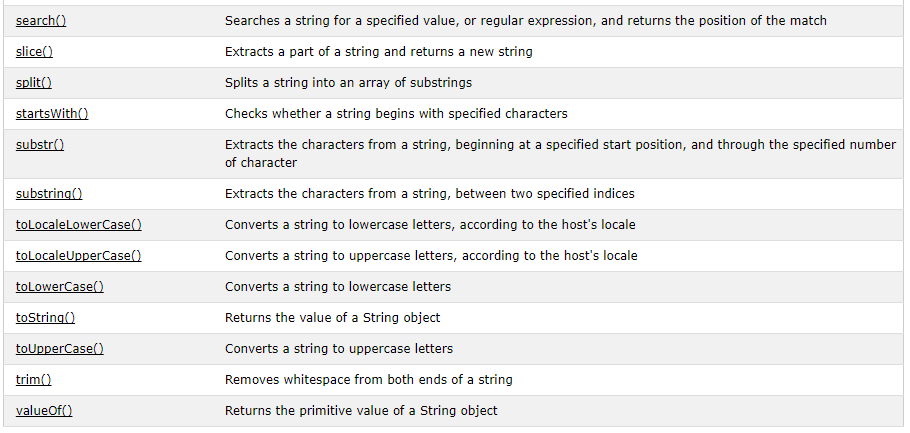 search() Searches a string for a specified value, or regular expression, and returns the position of the match
slice() Extracts a part of a string and returns a new string
split() Splits a string into an array of substrings
startsWith() Checks whether a string begins with specified characters
substr() Extracts the characters from a string, beginning at a specified start position, and through the specified number
of character
substring() Extracts the characters from a string, between two specified indices
toLocaleLowerCase() Converts a string to lowercase letters, according to the host's locale
toLocaleUpperCase() Converts a string to uppercase letters, according to the host's locale
toLowerCase() Converts a string to lowercase letters
toString() Returns the value of a String object
toUpperCase() Converts a string to uppercase letters
trim() Removes whitespace from both ends of a string
valueOf() Returns the primitive value of a String object